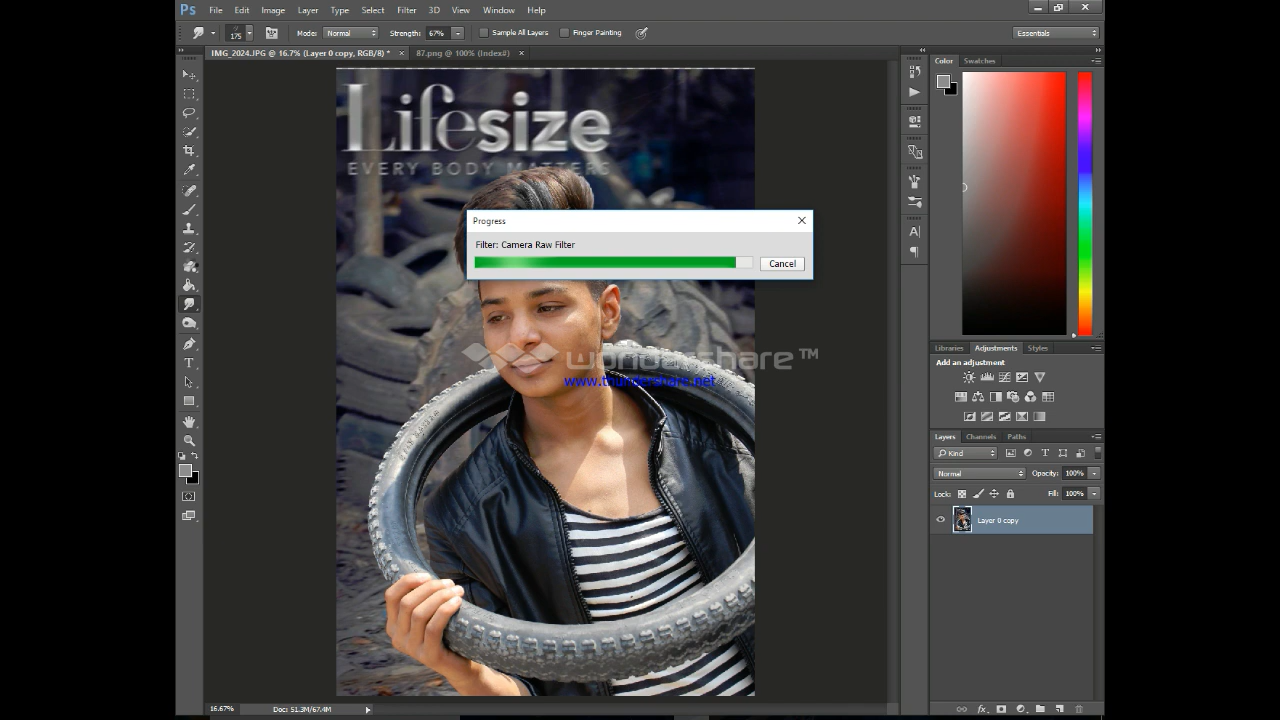 Ps File Edit Image Layer Type Select Filter 3D View Window Help
175 Mode: Normal Strength: 67% Sample All Layers Finger Painting Essentials
IMG_2024.JPG @ 16.7% (Layer 0 copy, RGB/8) * × 87.png @ 100% (Index#) ×
Color Swatches
Lifesize
EVERY BODY MATTERS
Progress
Filter: Camera Raw Filter
Cancel
wondershare™
www.thundershare.net
Libraries Adjustments Styles
Add an adjustment
Layers Channels Paths
Kind
Normal Opacity: 100%
Lock: Fill: 100%
Layer 0 copy
16.67% Doc: 51.3M/67.4M